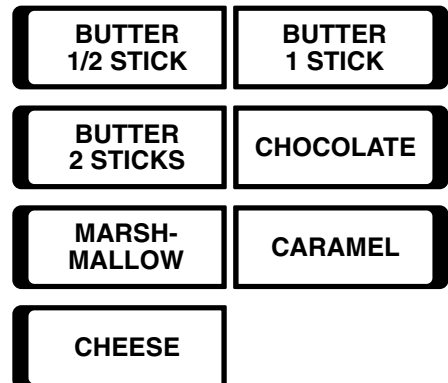 BUTTER
1/2 STICK
BUTTER
1 STICK
BUTTER
2 STICKS
CHOCOLATE
MARSH-
MALLOW
CARAMEL
CHEESE